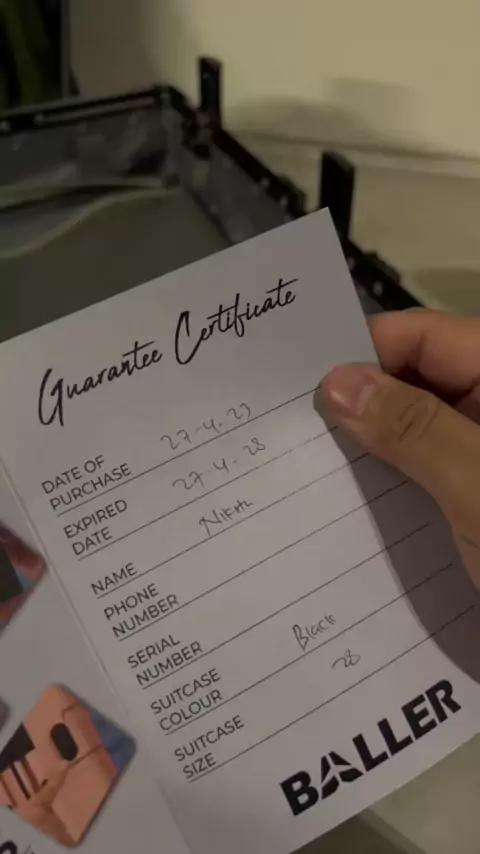 Guarantee Certificate
DATE OF PURCHASE 27-4-23
EXPIRED DATE 27-4-28
NAME
PHONE NUMBER
SERIAL NUMBER
SUITCASE COLOUR Black
SUITCASE SIZE 28
BALLER